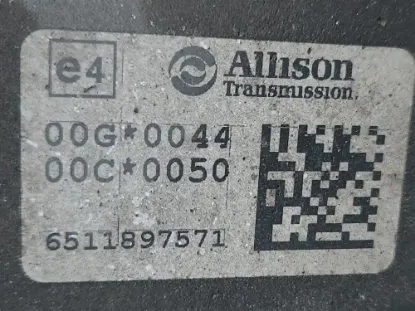 e4
Allison
Transmission
00G*0044
00C*0050
6511897571